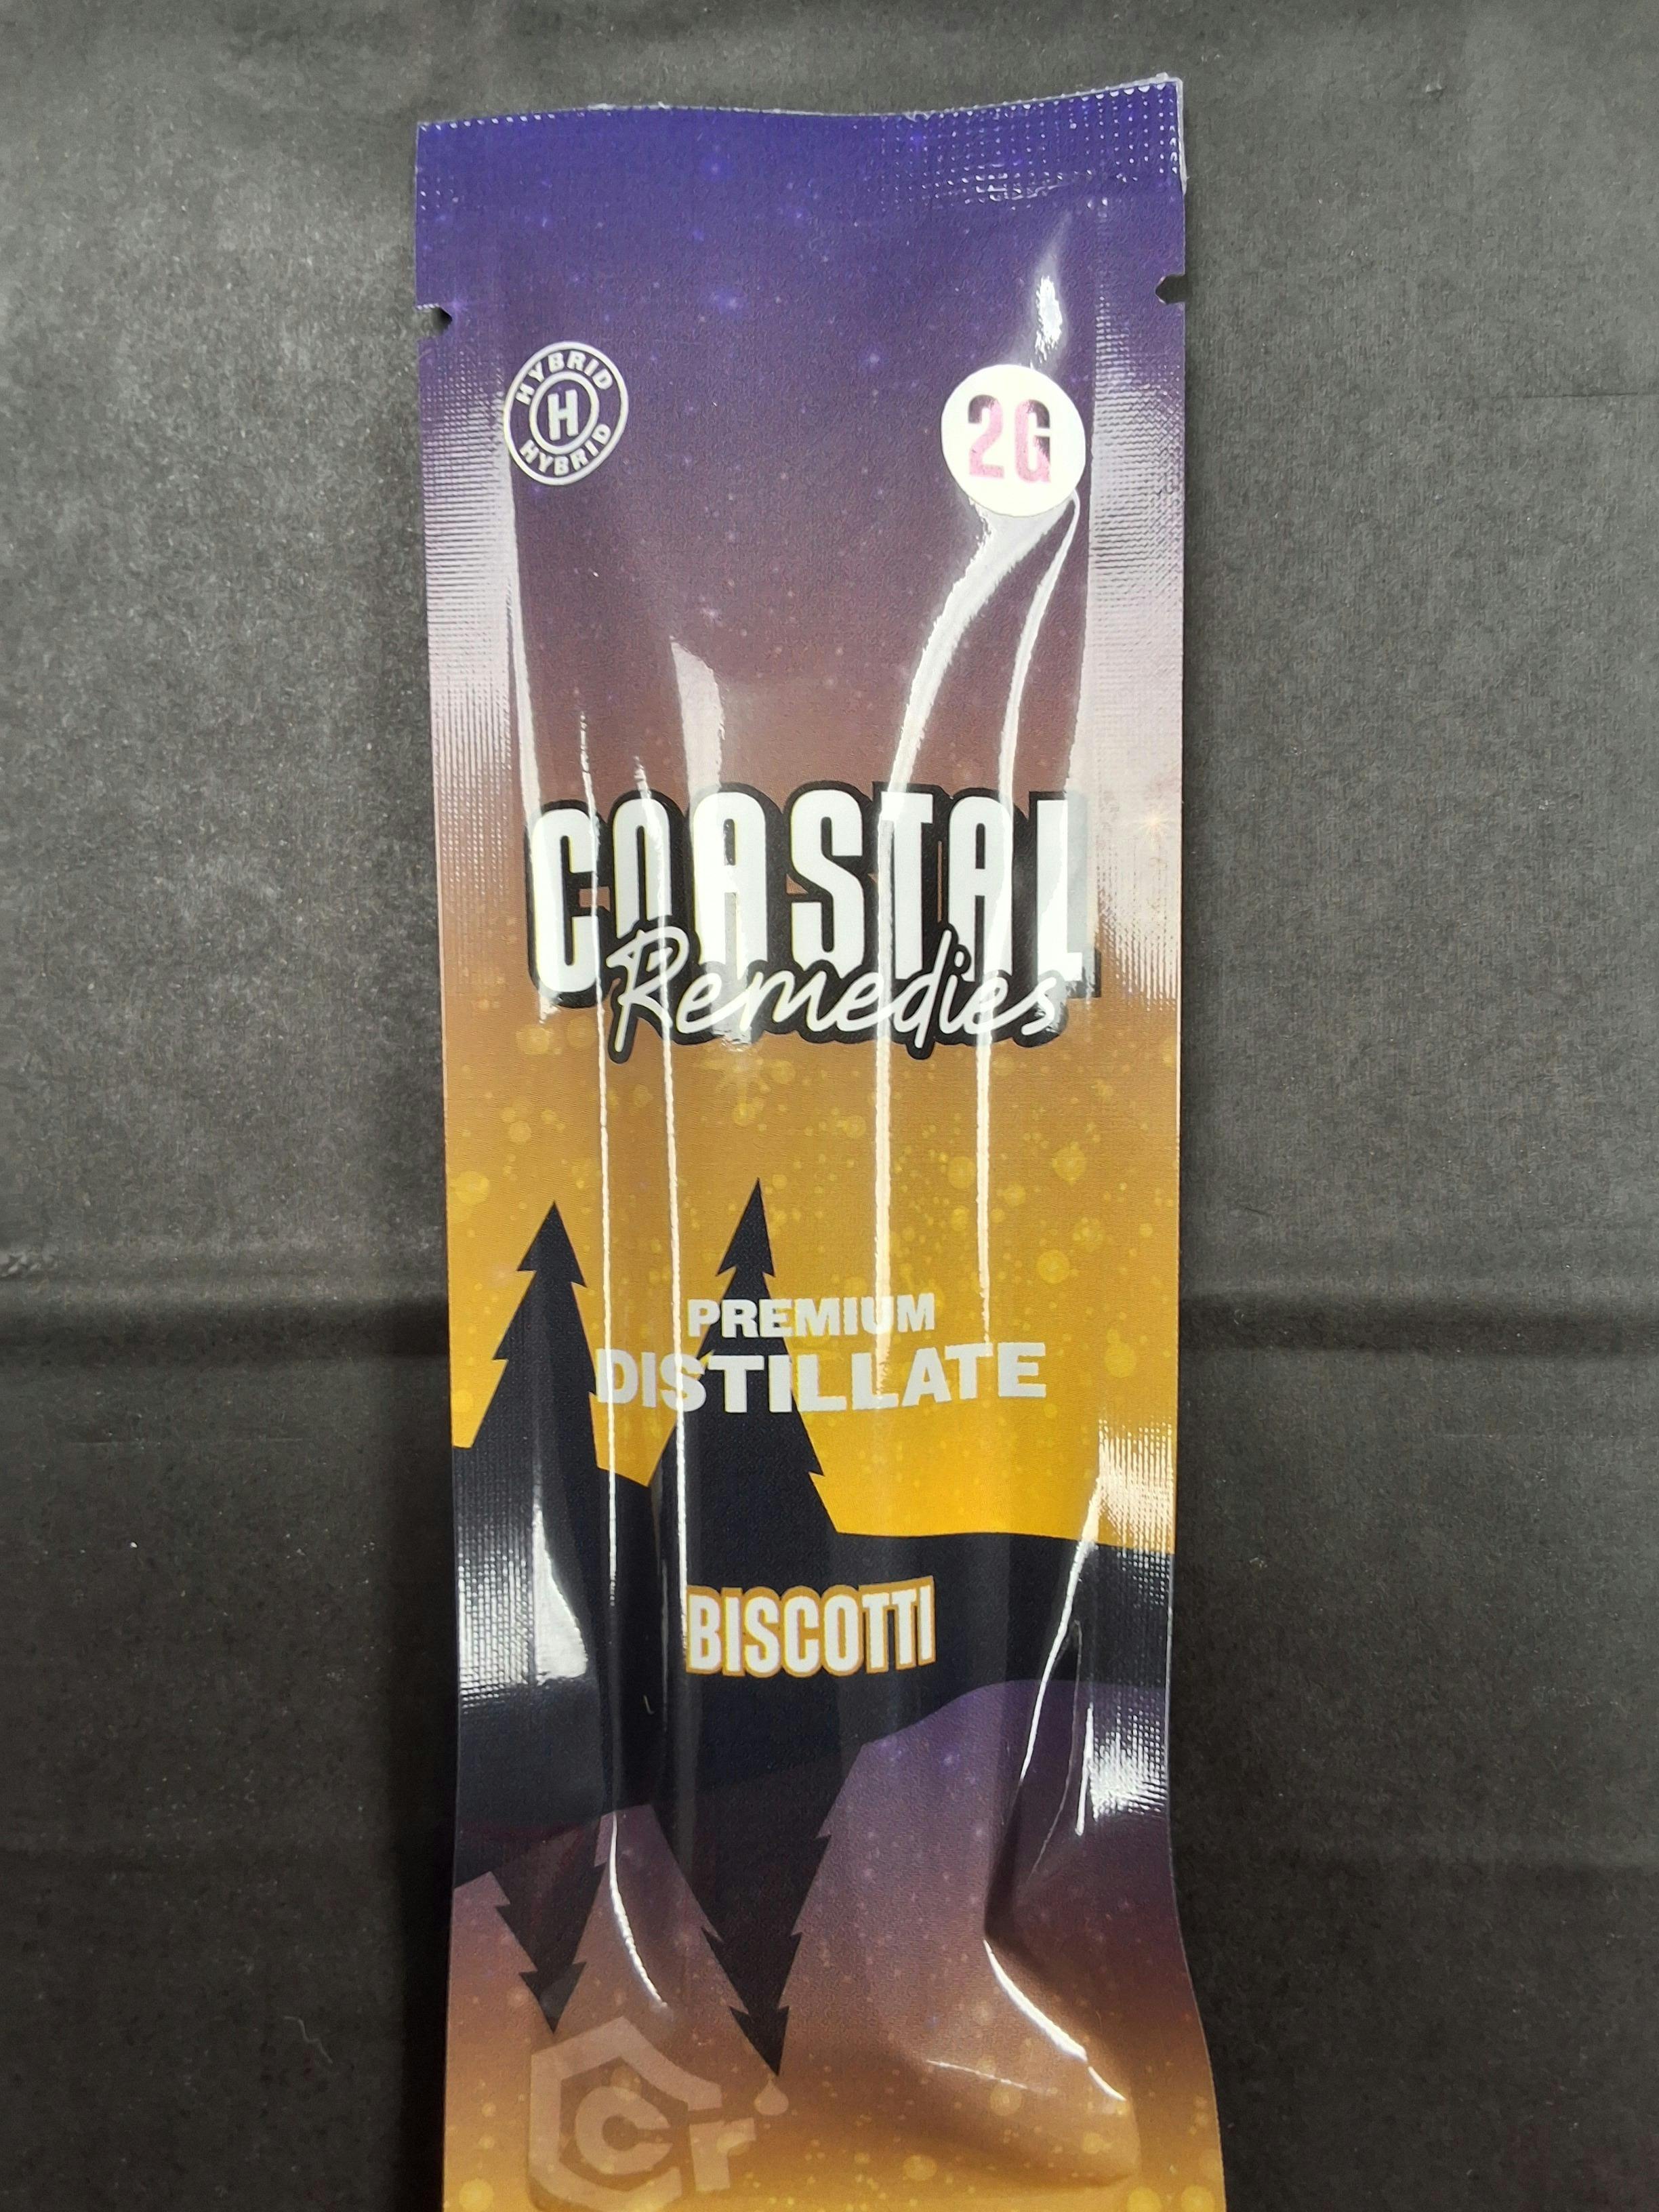 HYBRID
H
HYBRID
2G
COASTAL
Remedies
PREMIUM
DISTILLATE
BISCOTTI
Cr